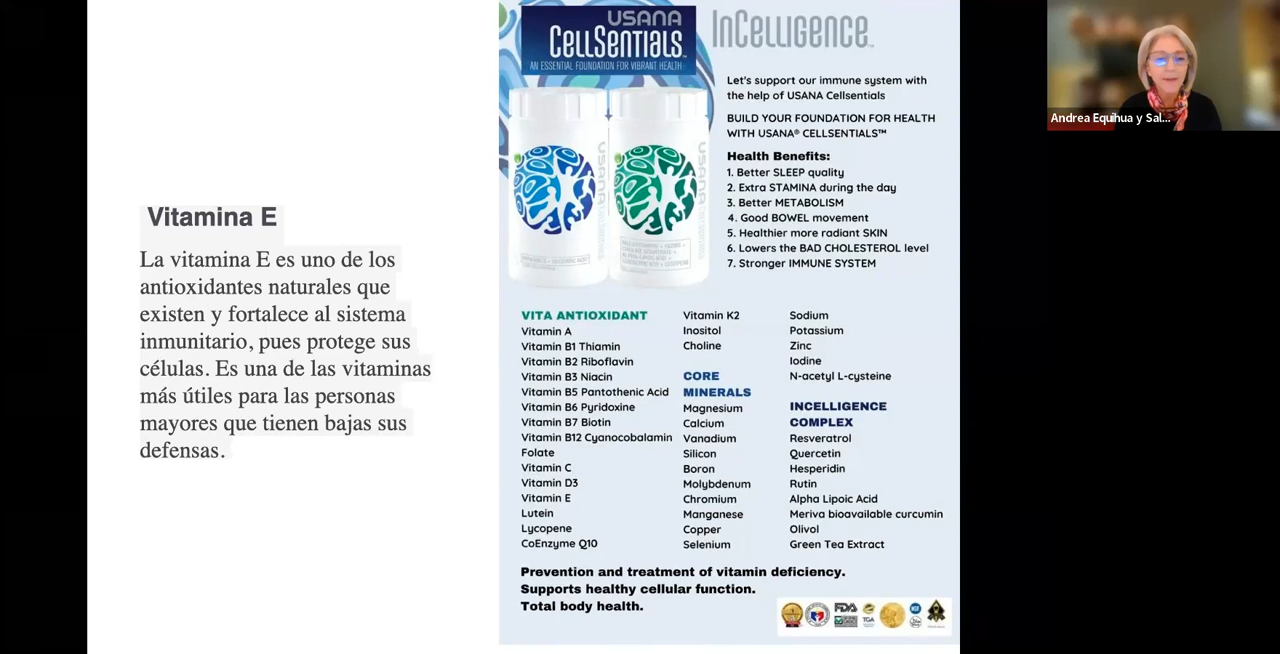 Vitamina E
La vitamina E es uno de los
antioxidantes naturales que
existen y fortalece al sistema
inmunitario, pues protege sus
células. Es una de las vitaminas
más útiles para las personas
mayores que tienen bajas sus
defensas.
USANA
CELLSENTIALS™
AN ESSENTIAL FOUNDATION FOR VIBRANT HEALTH
INCELLIGENCE™
Let's support our immune system with
the help of USANA Cellsentials
BUILD YOUR FOUNDATION FOR HEALTH
WITH USANA® CELLSENTIALS™
Health Benefits:
1. Better SLEEP quality
2. Extra STAMINA during the day
3. Better METABOLISM
4. Good BOWEL movement
5. Healthier more radiant SKIN
6. Lowers the BAD CHOLESTEROL level
7. Stronger IMMUNE SYSTEM
USANA
USANA
VITA ANTIOXIDANT
Vitamin A
Vitamin B1 Thiamin
Vitamin B2 Riboflavin
Vitamin B3 Niacin
Vitamin B5 Pantothenic Acid
Vitamin B6 Pyridoxine
Vitamin B7 Biotin
Vitamin B12 Cyanocobalamin
Folate
Vitamin C
Vitamin D3
Vitamin E
Lutein
Lycopene
CoEnzyme Q10
Vitamin K2
Inositol
Choline
CORE
MINERALS
Magnesium
Calcium
Vanadium
Silicon
Boron
Molybdenum
Chromium
Manganese
Copper
Selenium
Sodium
Potassium
Zinc
Iodine
N-acetyl L-cysteine
INCELLIGENCE
COMPLEX
Resveratrol
Quercetin
Hesperidin
Rutin
Alpha Lipoic Acid
Meriva bioavailable curcumin
Olivol
Green Tea Extract
Prevention and treatment of vitamin deficiency.
Supports healthy cellular function.
Total body health.
FDA
TGA
NSF
Andrea Equihua y Sal...